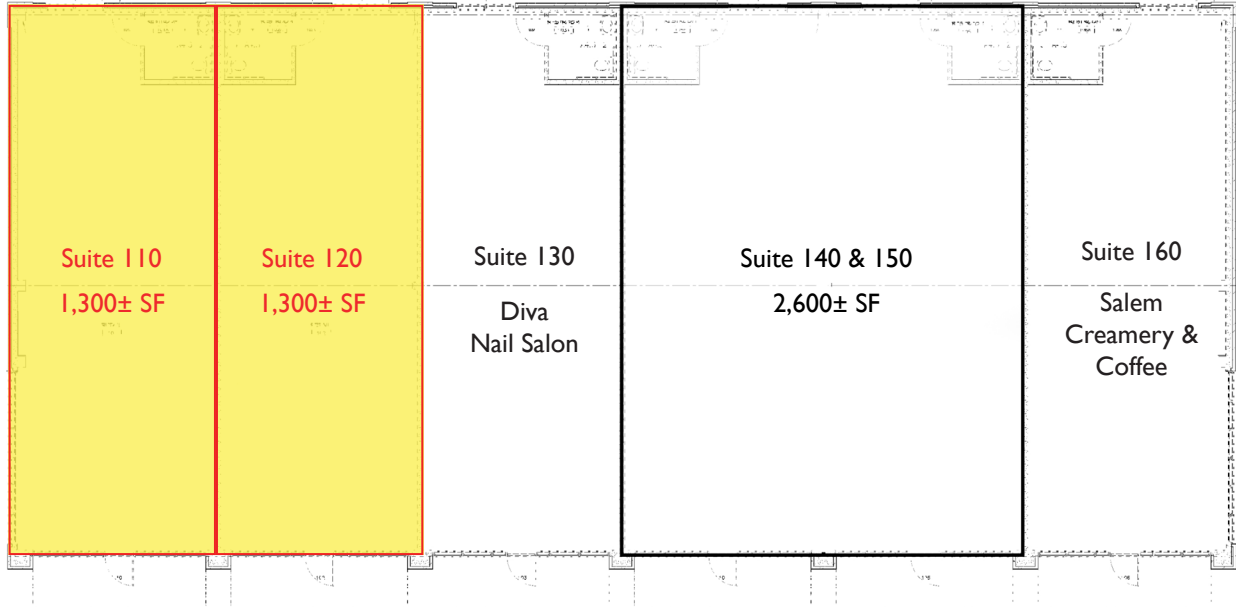 Suite 110
1,300± SF
Suite 120
1,300± SF
Suite 130
Diva
Nail Salon
Suite 140 & 150
2,600± SF
Suite 160
Salem
Creamery &
Coffee